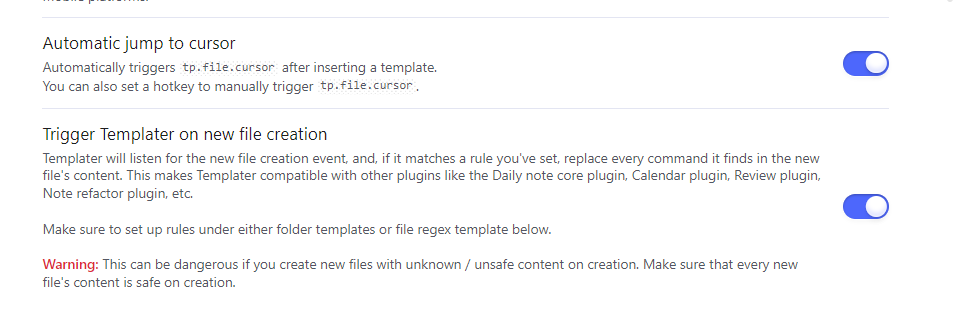 mobile platforms.
Automatic jump to cursor
Automatically triggers tp.file.cursor after inserting a template.
You can also set a hotkey to manually trigger tp.file.cursor.
Trigger Templater on new file creation
Templater will listen for the new file creation event, and, if it matches a rule you've set, replace every command it finds in the new
file's content. This makes Templater compatible with other plugins like the Daily note core plugin, Calendar plugin, Review plugin,
Note refactor plugin, etc.
Make sure to set up rules under either folder templates or file regex template below.
Warning: This can be dangerous if you create new files with unknown / unsafe content on creation. Make sure that every new
file's content is safe on creation.